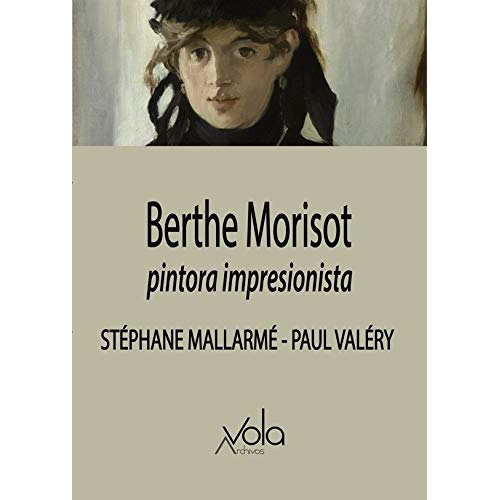 Berthe Morisot
pintora impresionista
STÉPHANE MALLARMÉ - PAUL VALÉRY
Vola
Archivos